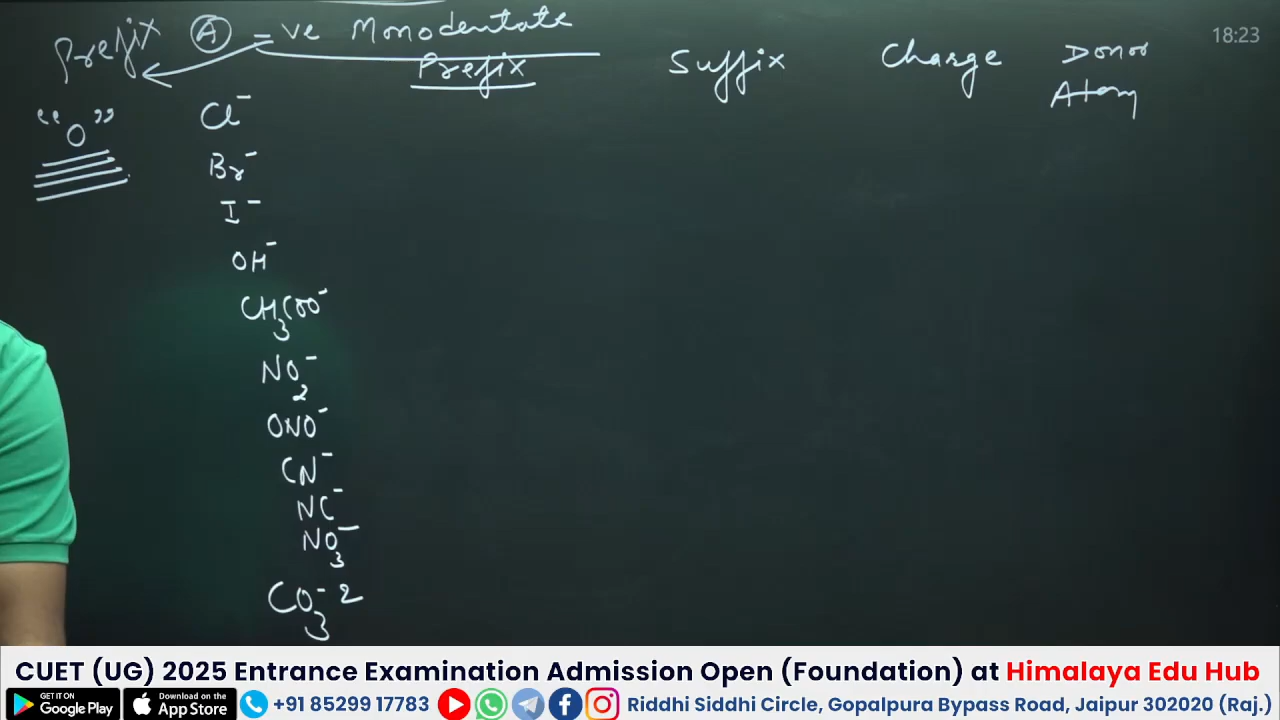 Prefix (A) -ve Monodentate
Prefix Suffix Charge Donor Atom
"O"
Cl⁻
Br⁻
I⁻
OH⁻
CH₃COO⁻
NO₂⁻
ONO⁻
CN⁻
NC⁻
NO₃⁻
CO₃⁻²
18:23
CUET (UG) 2025 Entrance Examination Admission Open (Foundation) at Himalaya Edu Hub
GET IT ON Google Play
Download on the App Store
+91 85299 17783
Riddhi Siddhi Circle, Gopalpura Bypass Road, Jaipur 302020 (Raj.)